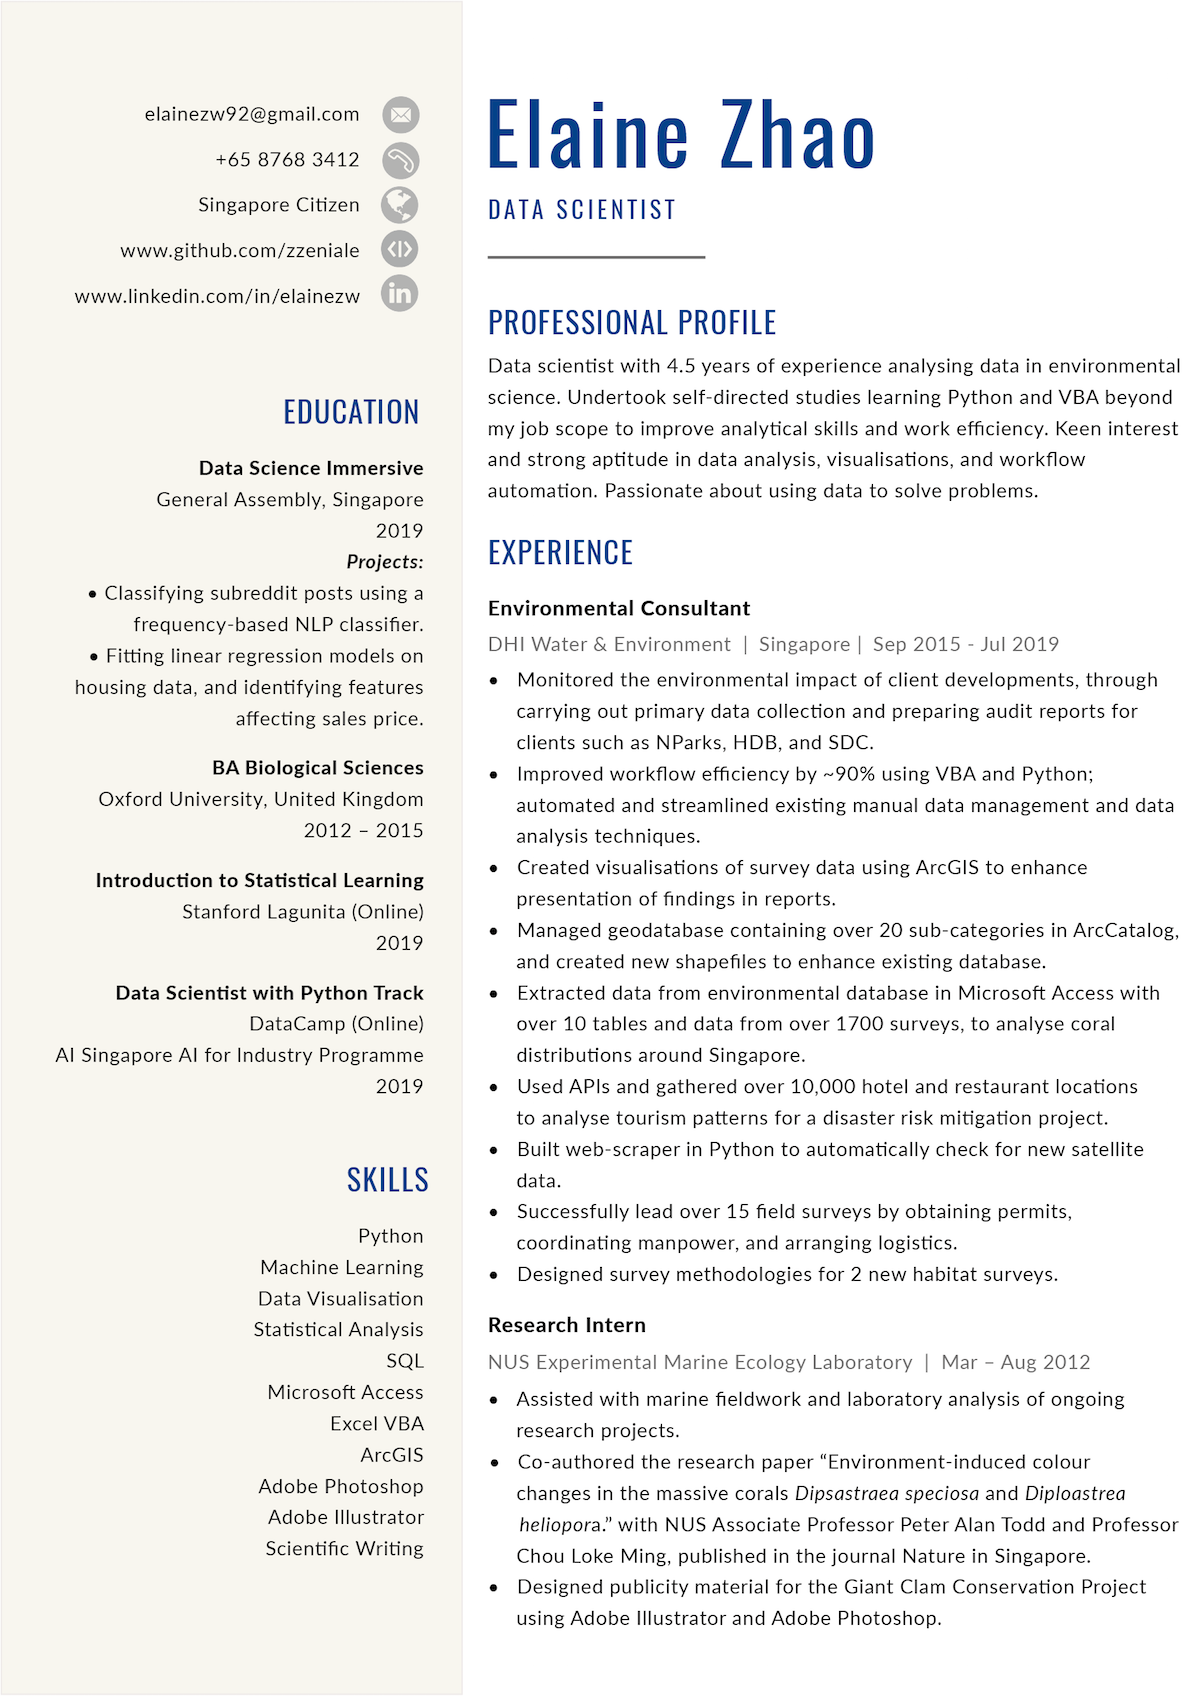 elainezw92@gmail.com
+65 8768 3412
Singapore Citizen
www.github.com/zzeniale
www.linkedin.com/in/elainezw
EDUCATION
Data Science Immersive
General Assembly, Singapore
2019
Projects:
• Classifying subreddit posts using a
frequency-based NLP classifier.
• Fitting linear regression models on
housing data, and identifying features
affecting sales price.
BA Biological Sciences
Oxford University, United Kingdom
2012 – 2015
Introduction to Statistical Learning
Stanford Lagunita (Online)
2019
Data Scientist with Python Track
DataCamp (Online)
AI Singapore AI for Industry Programme
2019
SKILLS
Python
Machine Learning
Data Visualisation
Statistical Analysis
SQL
Microsoft Access
Excel VBA
ArcGIS
Adobe Photoshop
Adobe Illustrator
Scientific Writing
Elaine Zhao
DATA SCIENTIST
PROFESSIONAL PROFILE
Data scientist with 4.5 years of experience analysing data in environmental
science. Undertook self-directed studies learning Python and VBA beyond
my job scope to improve analytical skills and work efficiency. Keen interest
and strong aptitude in data analysis, visualisations, and workflow
automation. Passionate about using data to solve problems.
EXPERIENCE
Environmental Consultant
DHI Water & Environment | Singapore | Sep 2015 - Jul 2019
• Monitored the environmental impact of client developments, through
carrying out primary data collection and preparing audit reports for
clients such as NParks, HDB, and SDC.
• Improved workflow efficiency by ~90% using VBA and Python;
automated and streamlined existing manual data management and data
analysis techniques.
• Created visualisations of survey data using ArcGIS to enhance
presentation of findings in reports.
• Managed geodatabase containing over 20 sub-categories in ArcCatalog,
and created new shapefiles to enhance existing database.
• Extracted data from environmental database in Microsoft Access with
over 10 tables and data from over 1700 surveys, to analyse coral
distributions around Singapore.
• Used APIs and gathered over 10,000 hotel and restaurant locations
to analyse tourism patterns for a disaster risk mitigation project.
• Built web-scraper in Python to automatically check for new satellite
data.
• Successfully lead over 15 field surveys by obtaining permits,
coordinating manpower, and arranging logistics.
• Designed survey methodologies for 2 new habitat surveys.
Research Intern
NUS Experimental Marine Ecology Laboratory | Mar – Aug 2012
• Assisted with marine fieldwork and laboratory analysis of ongoing
research projects.
• Co-authored the research paper “Environment-induced colour
changes in the massive corals Dipsastraea speciosa and Diploastrea
heliopora.” with NUS Associate Professor Peter Alan Todd and Professor
Chou Loke Ming, published in the journal Nature in Singapore.
• Designed publicity material for the Giant Clam Conservation Project
using Adobe Illustrator and Adobe Photoshop.